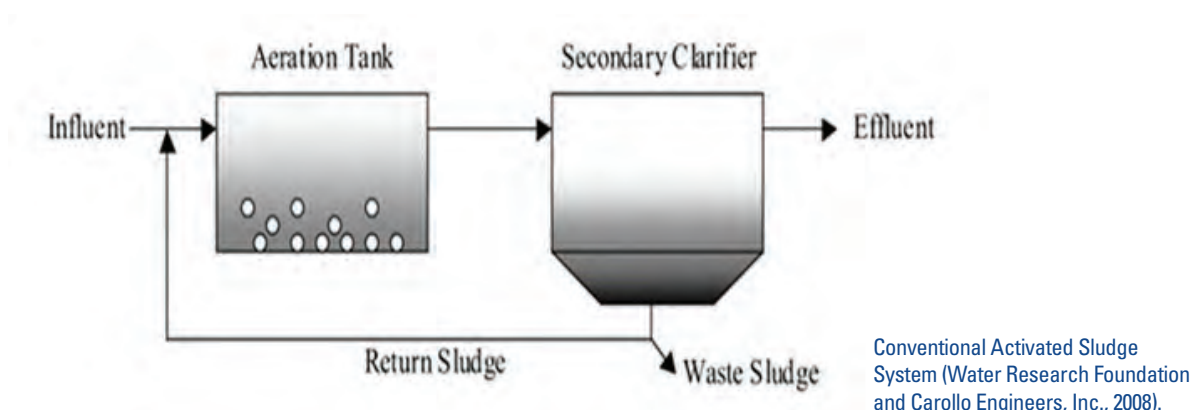 Aeration Tank
Secondary Clarifier
Influent
Effluent
Return Sludge
Waste Sludge
Conventional Activated Sludge
System (Water Research Foundation
and Carollo Engineers, Inc., 2008).